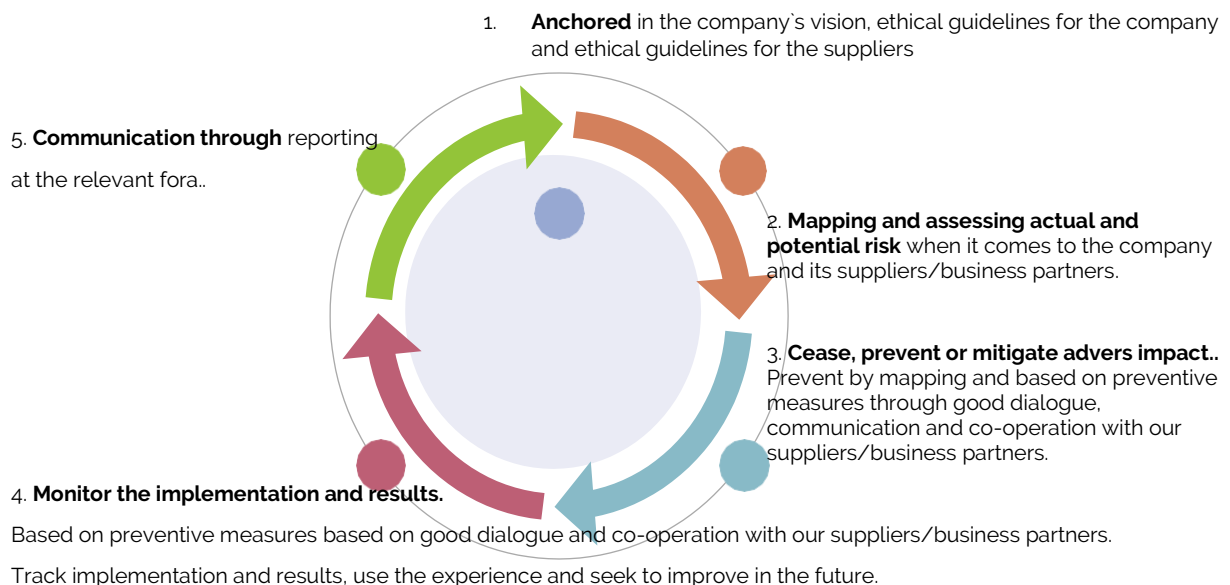 1. Anchored in the company`s vision, ethical guidelines for the company
and ethical guidelines for the suppliers
2. Mapping and assessing actual and
potential risk when it comes to the company
and its suppliers/business partners.
3. Cease, prevent or mitigate advers impact..
Prevent by mapping and based on preventive
measures through good dialogue,
communication and co-operation with our
suppliers/business partners.
4. Monitor the implementation and results.
Based on preventive measures based on good dialogue and co-operation with our suppliers/business partners.
Track implementation and results, use the experience and seek to improve in the future.
5. Communication through reporting
at the relevant fora..